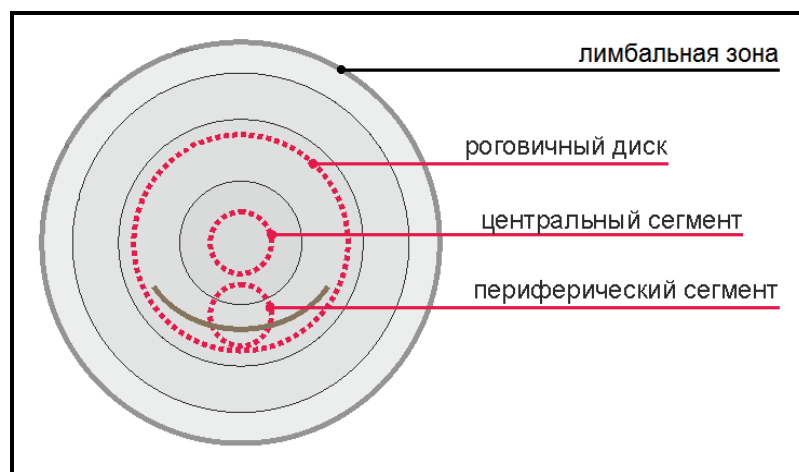 лимбальная зона
роговичный диск
центральный сегмент
периферический сегмент